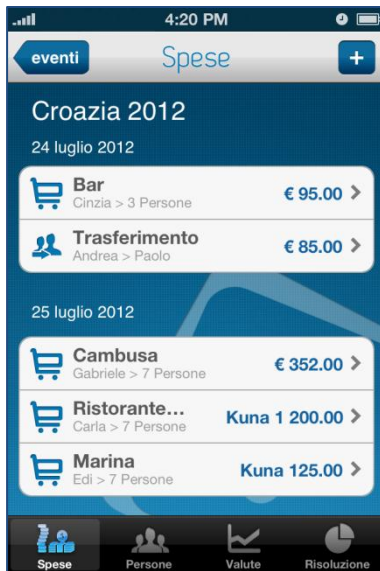 4:20 PM
eventi
Spese
+
Croazia 2012
24 luglio 2012
Bar
€ 95.00
Cinzia > 3 Persone
Trasferimento
€ 85.00
Andrea > Paolo
25 luglio 2012
Cambusa
€ 352.00
Gabriele > 7 Persone
Ristorante...
Kuna 1 200.00
Carla > 7 Persone
Marina
Kuna 125.00
Edi > 7 Persone
Spese Persone Valute Risoluzione